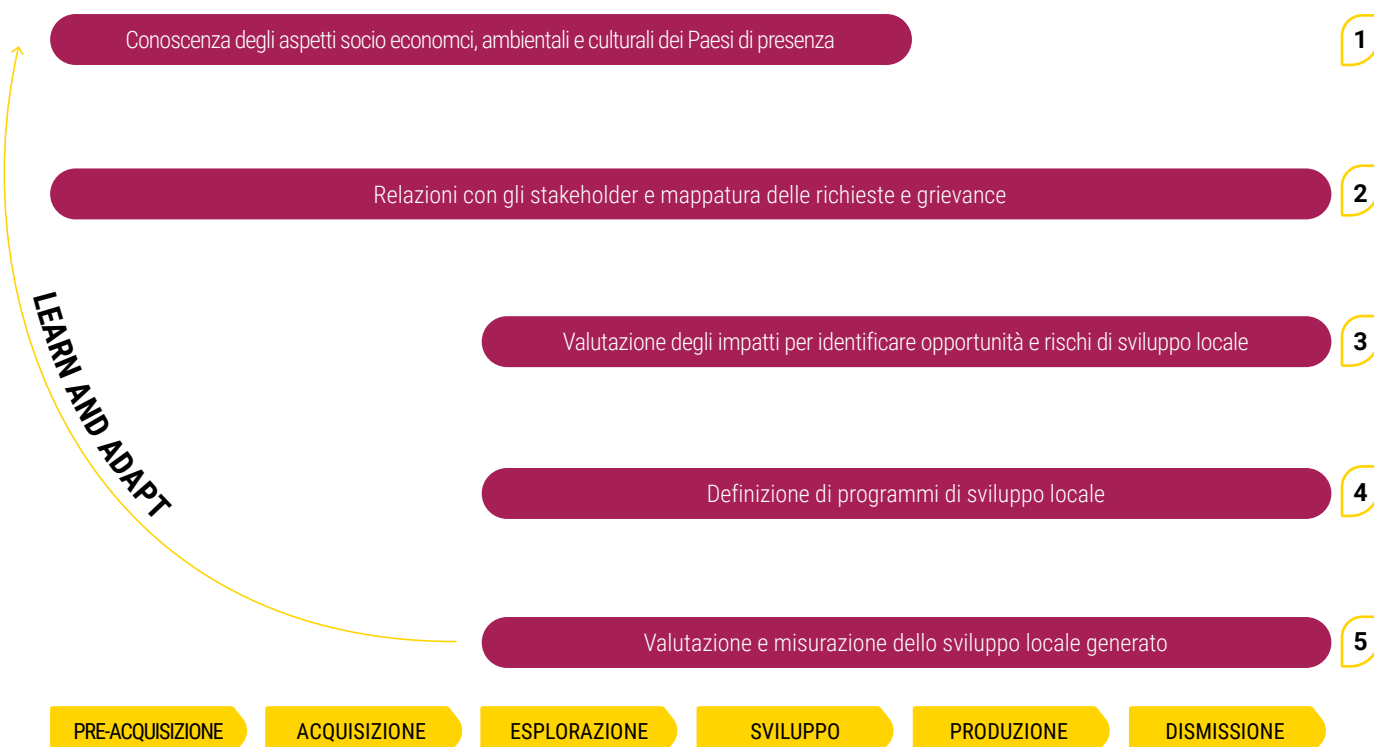 Conoscenza degli aspetti socio economci, ambientali e culturali dei Paesi di presenza
1
Relazioni con gli stakeholder e mappatura delle richieste e grievance
2
LEARN AND ADAPT
Valutazione degli impatti per identificare opportunità e rischi di sviluppo locale
3
Definizione di programmi di sviluppo locale
4
Valutazione e misurazione dello sviluppo locale generato
5
PRE-ACQUISIZIONE
ACQUISIZIONE
ESPLORAZIONE
SVILUPPO
PRODUZIONE
DISMISSIONE